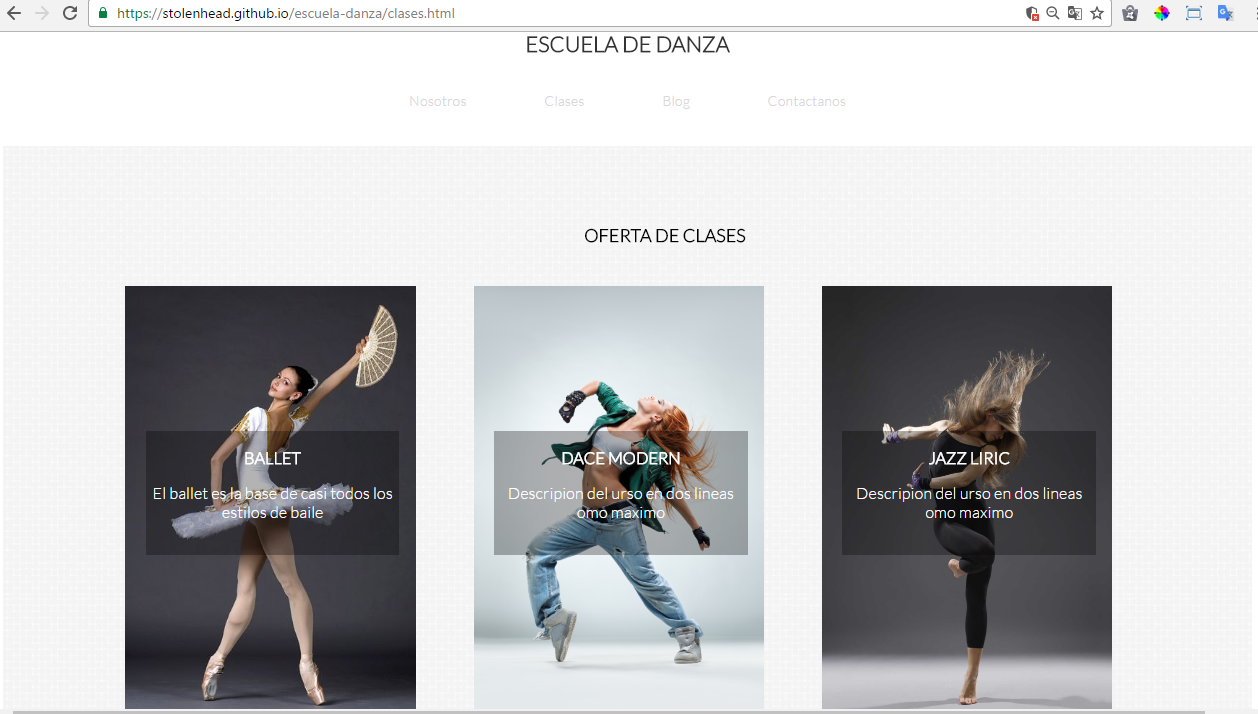 https://stolenhead.github.io/escuela-danza/clases.html
ESCUELA DE DANZA
Nosotros Clases Blog Contactanos
OFERTA DE CLASES
BALLET
El ballet es la base de casi todos los
estilos de baile
DACE MODERN
Descripion del urso en dos lineas
omo maximo
JAZZ LIRIC
Descripion del urso en dos lineas
omo maximo